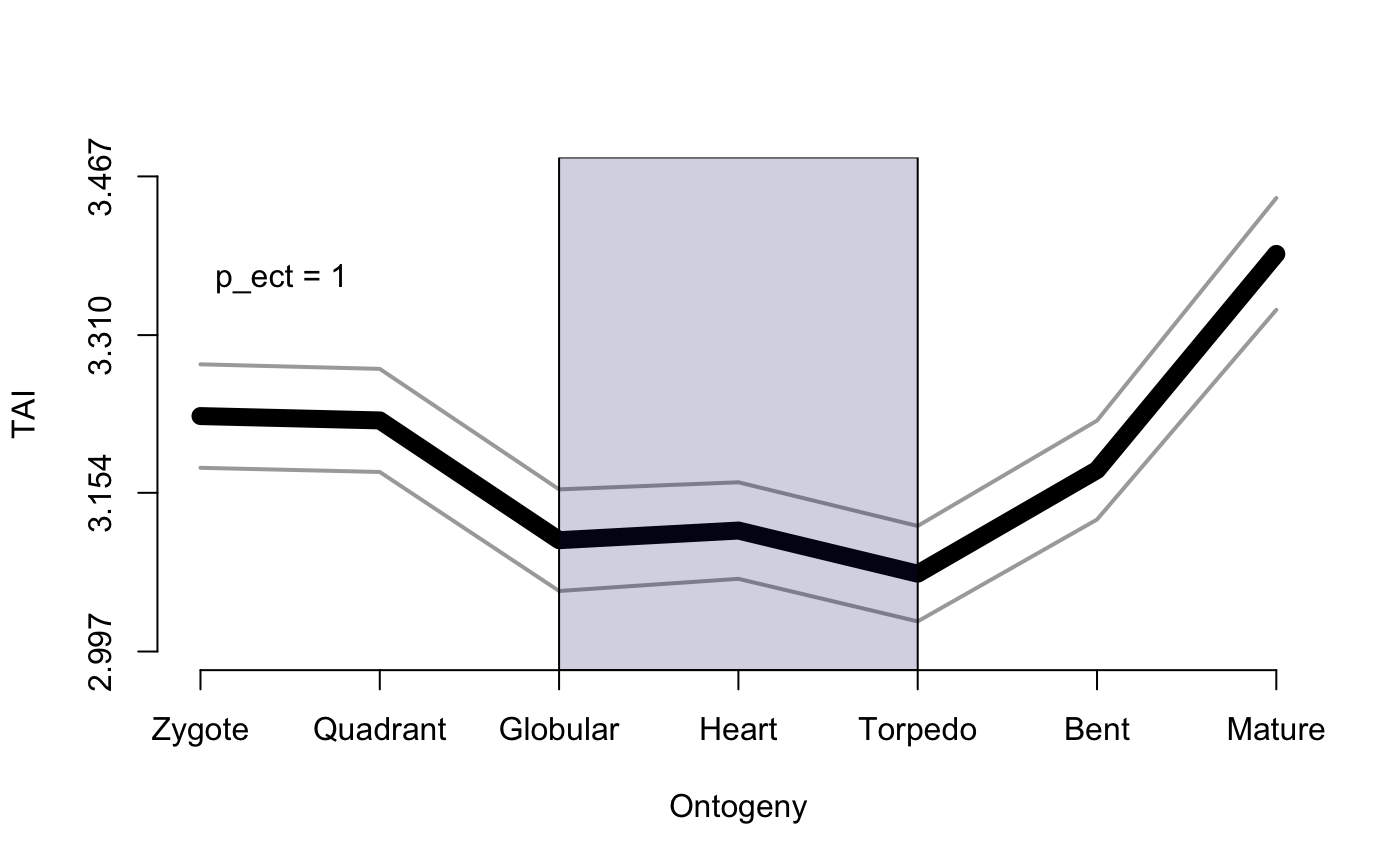 3.467
3.310
3.154
2.997
TAI
p_ect = 1
Zygote Quadrant Globular Heart Torpedo Bent Mature
Ontogeny